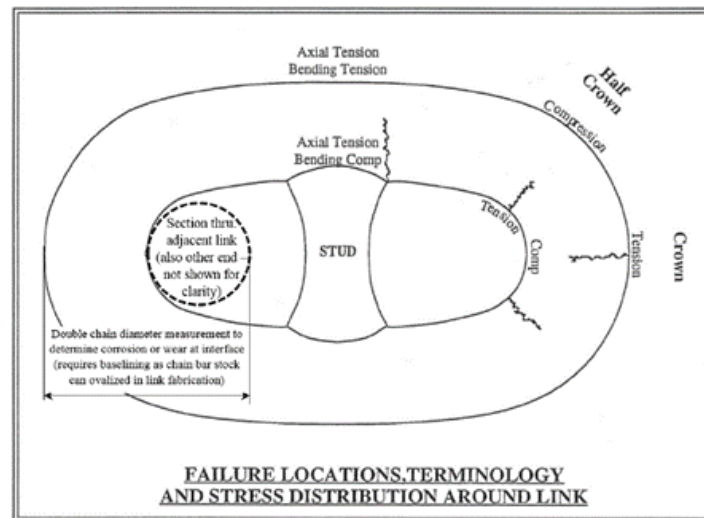 Axial Tension
Bending Tension
Half
Crown
Compression
Axial Tension
Bending Comp
Section thru.
adjacent link
(also other end –
not shown for
clarity)
STUD
Tension
Comp
Tension
Crown
Double chain diameter measurement to
determine corrosion or wear at interface
(requires baselining as chain bar stock
can ovalized in link fabrication)
FAILURE LOCATIONS.TERMINOLOGY
AND STRESS DISTRIBUTION AROUND LINK